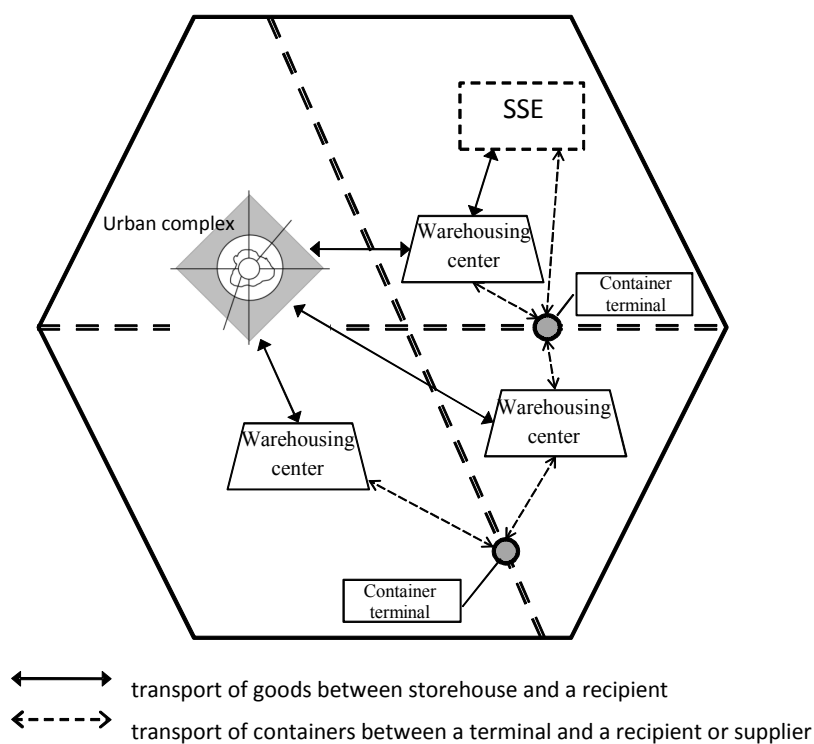 SSE
Urban complex
Warehousing
center
Container
terminal
Warehousing
center
Warehousing
center
Container
terminal
transport of goods between storehouse and a recipient
transport of containers between a terminal and a recipient or supplier